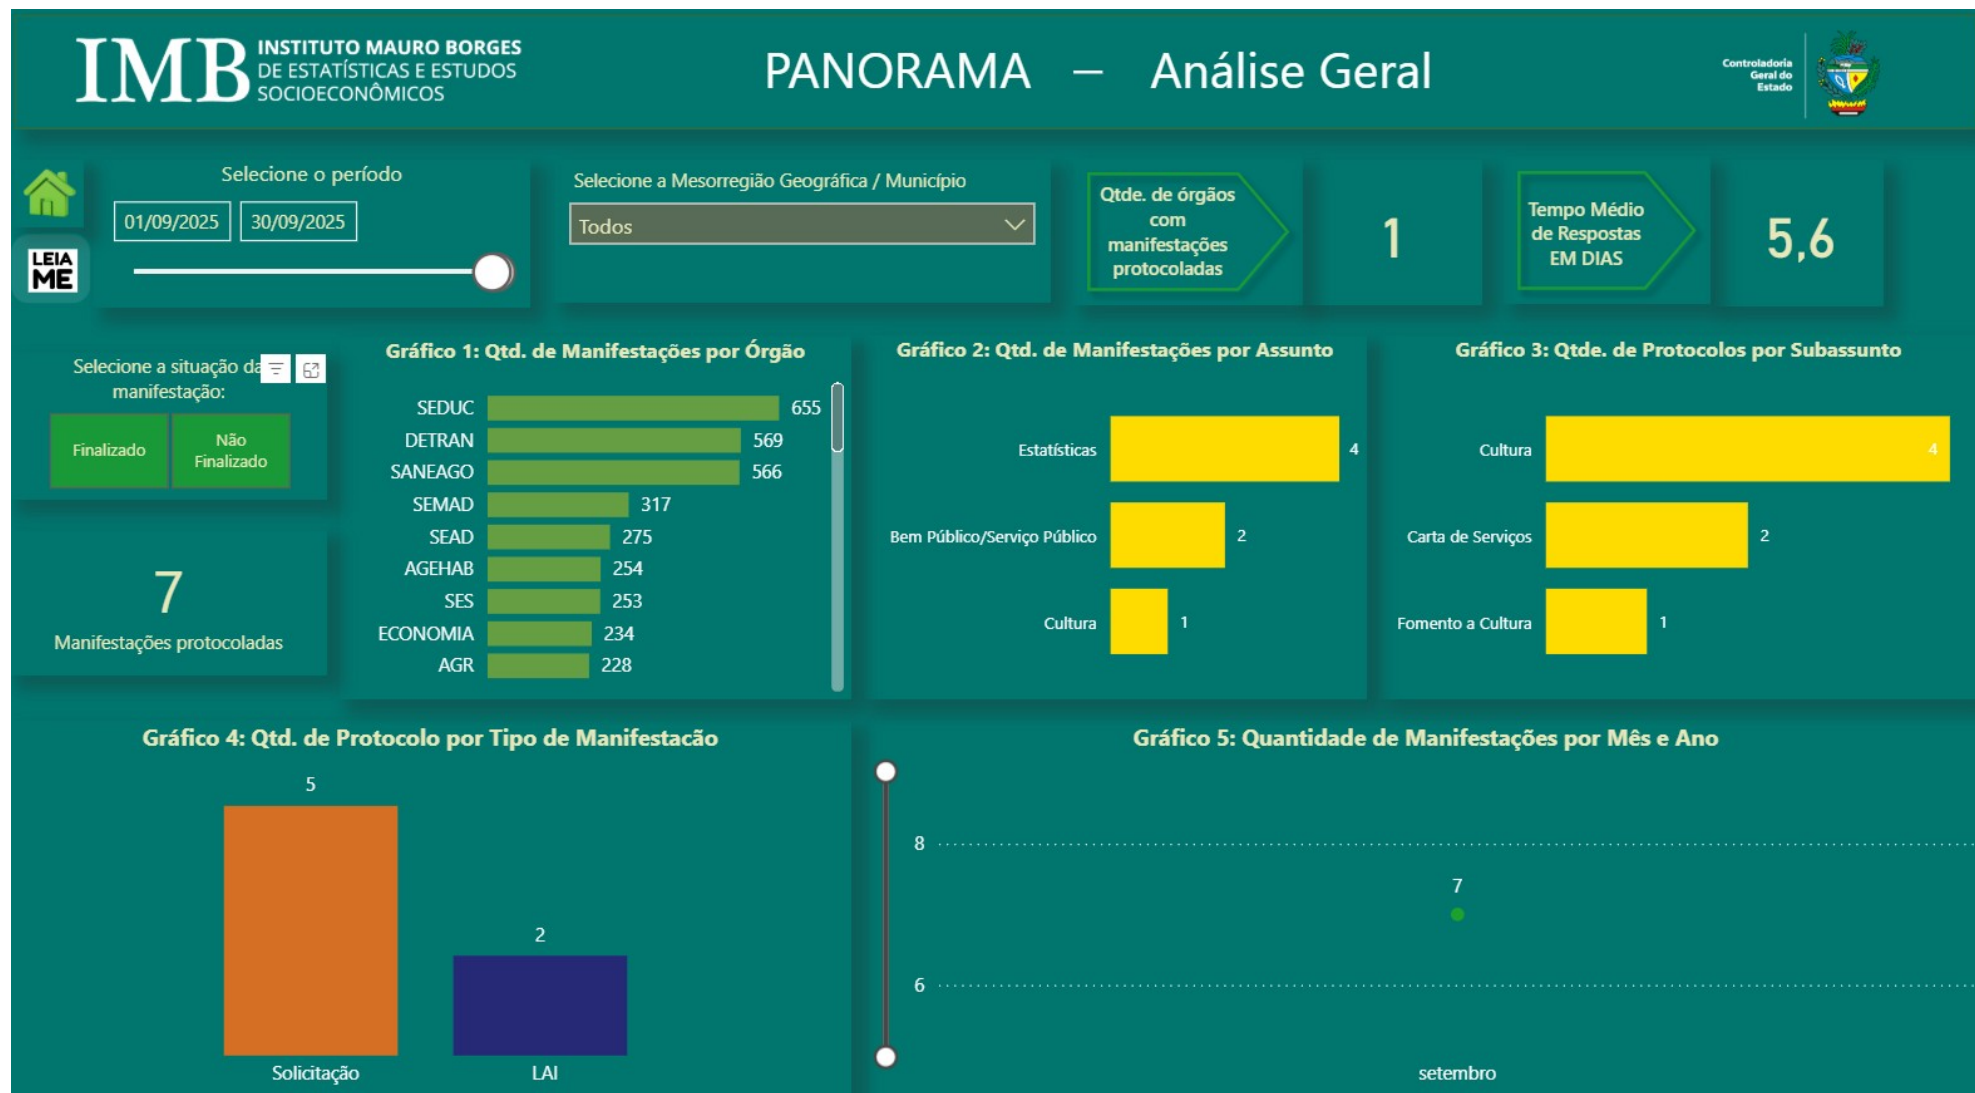 IMB
INSTITUTO MAURO BORGES
DE ESTATÍSTICAS E ESTUDOS
SOCIOECONÔMICOS
PANORAMA – Análise Geral
Controladoria
Geral do
Estado
LEIA
ME
Selecione o período
01/09/2025 30/09/2025
Selecione a Mesorregião Geográfica / Município
Todos
Qtde. de órgãos
com
manifestações
protocoladas
1
Tempo Médio
de Respostas
EM DIAS
5,6
Selecione a situação da
manifestação:
Finalizado
Não
Finalizado
7
Manifestações protocoladas
Gráfico 1: Qtd. de Manifestações por Órgão
SEDUC 655
DETRAN 569
SANEAGO 566
SEMAD 317
SEAD 275
AGEHAB 254
SES 253
ECONOMIA 234
AGR 228
Gráfico 2: Qtd. de Manifestações por Assunto
Estatísticas 4
Bem Público/Serviço Público 2
Cultura 1
Gráfico 3: Qtde. de Protocolos por Subassunto
Cultura 4
Carta de Serviços 2
Fomento a Cultura 1
Gráfico 4: Qtd. de Protocolo por Tipo de Manifestacão
5
2
Solicitação LAI
Gráfico 5: Quantidade de Manifestações por Mês e Ano
8
7
6
setembro